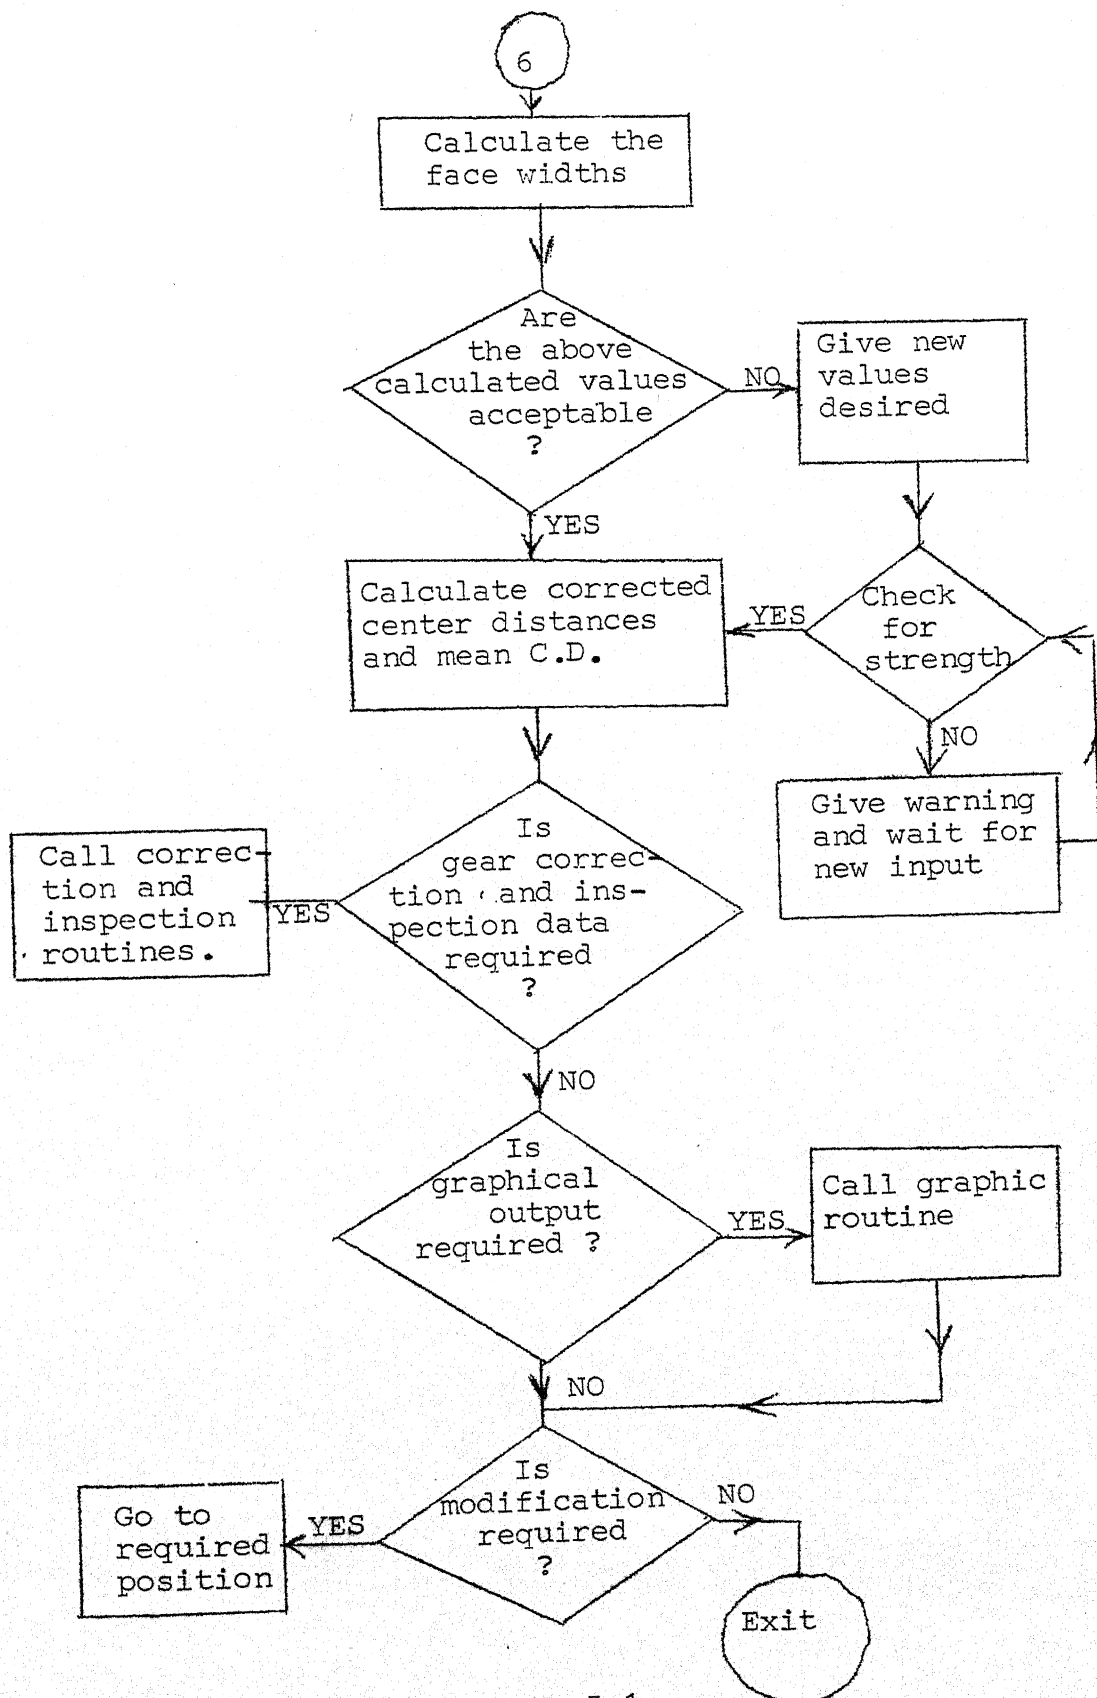 6
Calculate the
face widths
Are
the above
calculated values
acceptable
?
NO
Give new
values
desired
YES
Calculate corrected
center distances
and mean C.D.
YES
Check
for
strength
NO
Give warning
and wait for
new input
Is
gear correc-
tion and ins-
pection data
required
?
YES
Call correc-
tion and
inspection
routines.
NO
Is
graphical
output
required ?
YES
Call graphic
routine
NO
Is
modification
required
?
YES
Go to
required
position
NO
Exit